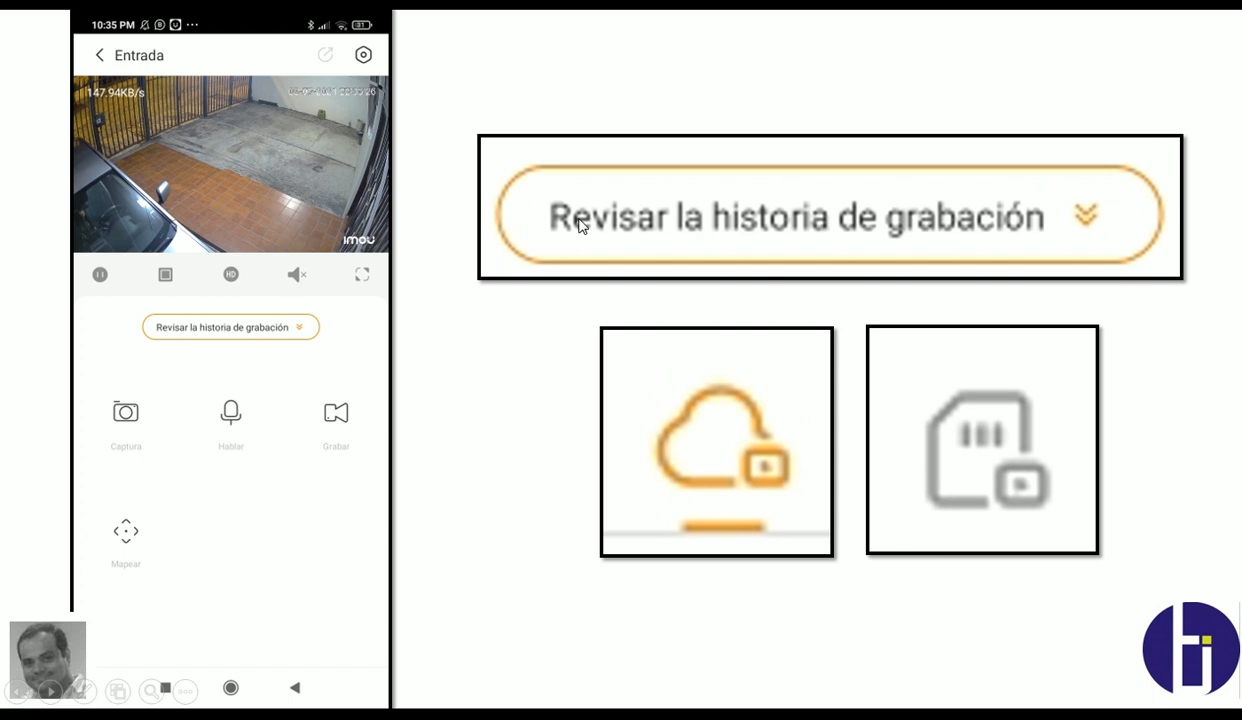 10:35 PM
Entrada
147.94KB/s
imou
HD
Revisar la historia de grabación
Captura
Hablar
Grabar
Mapear
Revisar la historia de grabación